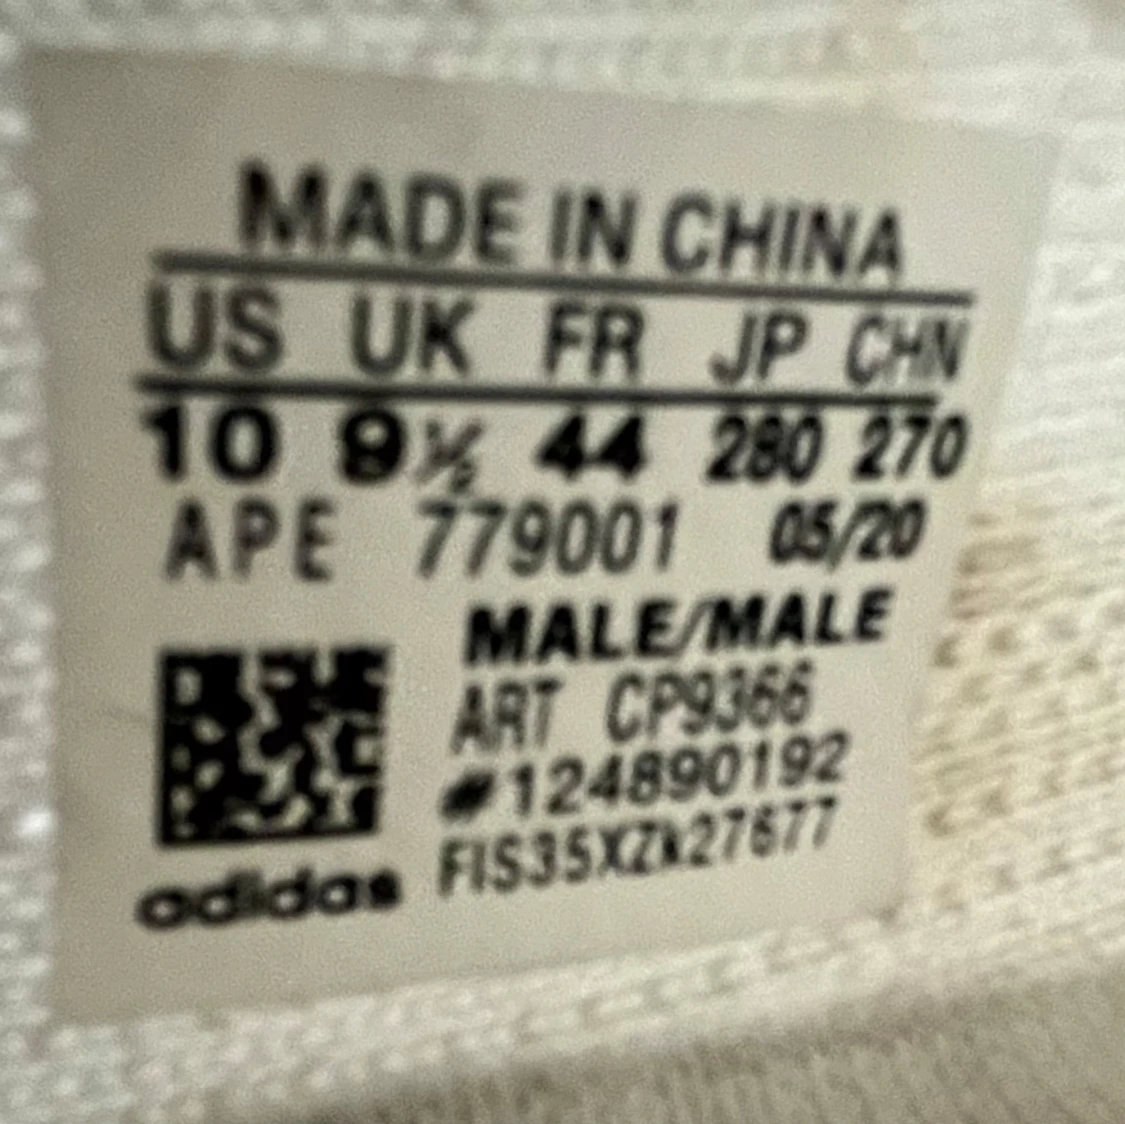 MADE IN CHINA
US UK FR JP CHN
10 9½ 44 280 270
APE 779001 05/20
MALE/MALE
ART CP9366
#124890192
FIS35XZk27677
adidas